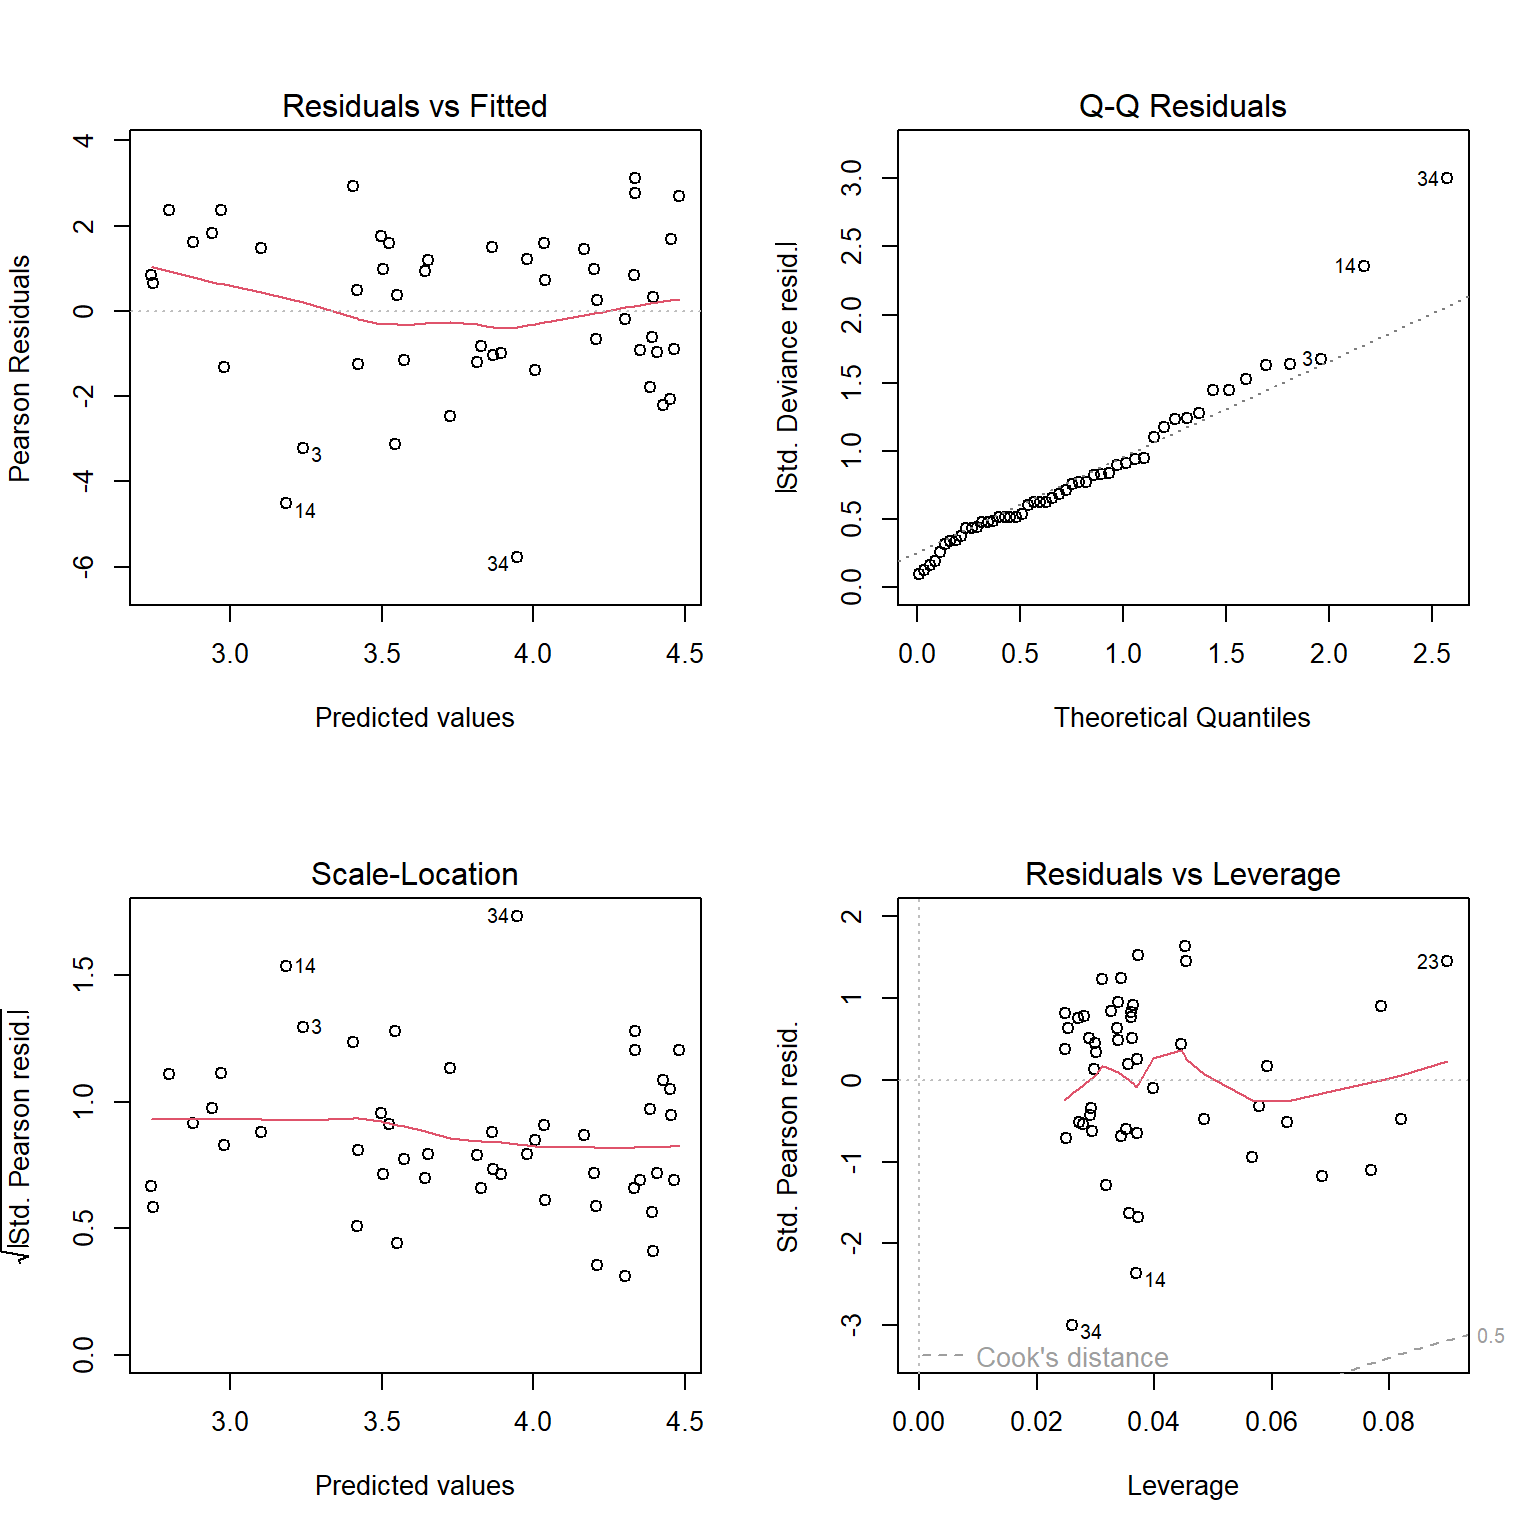 Residuals vs Fitted
Pearson Residuals
4
2
0
-2
-4
-6
3
14
34
3.0 3.5 4.0 4.5
Predicted values
Q-Q Residuals
|Std. Deviance resid.|
3.0
2.5
2.0
1.5
1.0
0.5
0.0
34
14
3
0.0 0.5 1.0 1.5 2.0 2.5
Theoretical Quantiles
Scale-Location
√|Std. Pearson resid.|
1.5
1.0
0.5
0.0
34
14
3
3.0 3.5 4.0 4.5
Predicted values
Residuals vs Leverage
Std. Pearson resid.
2
1
0
-1
-2
-3
23
14
34
Cook's distance
0.5
0.00 0.02 0.04 0.06 0.08
Leverage